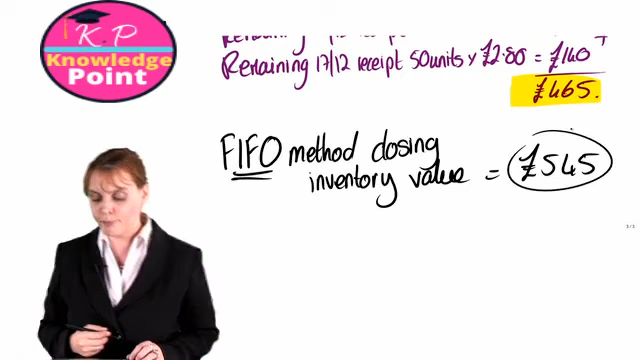 K.P
Knowledge
Point
Remaining 17/12 receipt 50units x £2.80 = £140
£465.
FIFO method closing
inventory value = £545